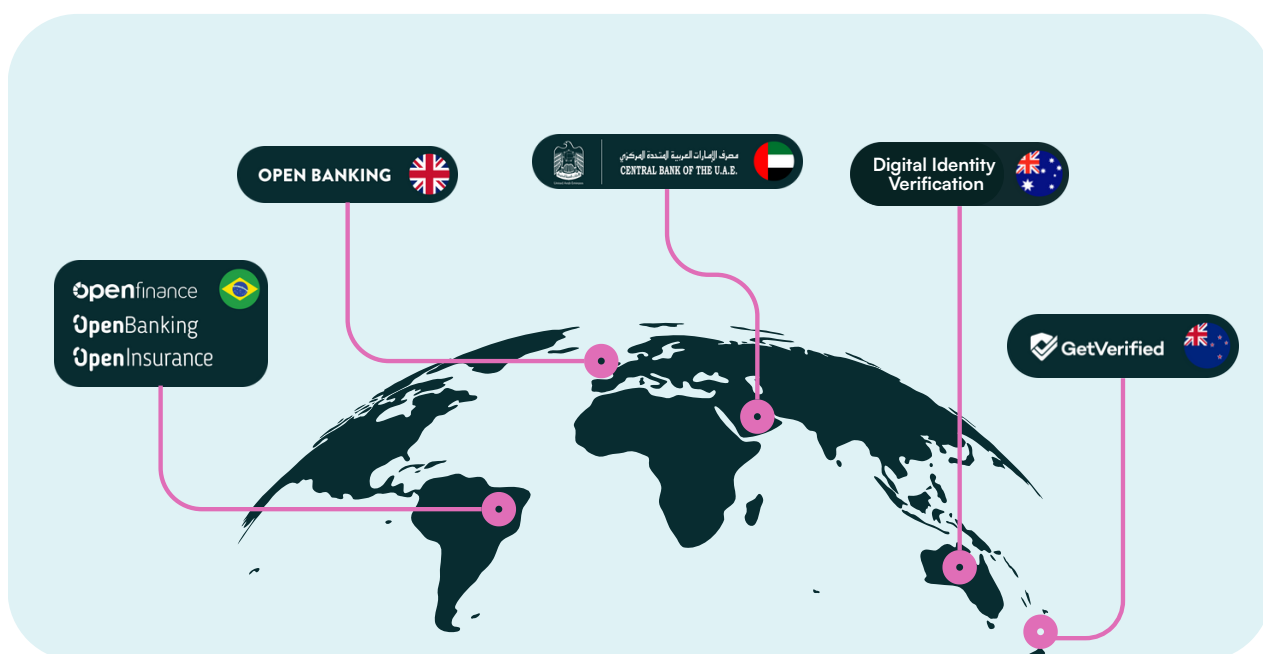 OPEN BANKING
مصرف الإمارات العربية المتحدة المركزي
CENTRAL BANK OF THE U.A.E.
Digital Identity
Verification
openfinance
OpenBanking
OpenInsurance
GetVerified